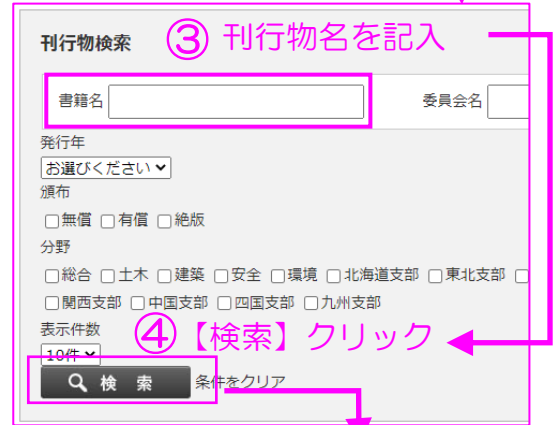 刊行物検索 ③ 刊行物名を記入
書籍名 委員会名
発行年
お選びください
頒布
無償 有償 絶版
分野
総合 土木 建築 安全 環境 北海道支部 東北支部
関西支部 中国支部 四国支部 九州支部
表示件数
10件 ④【検索】クリック
検 索 条件をクリア